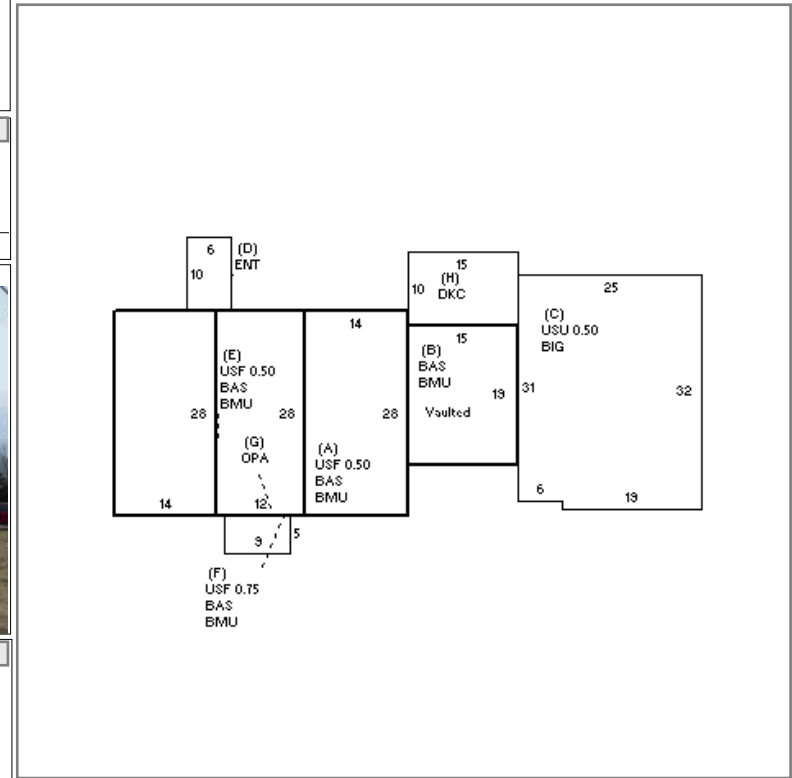 6
(D)
ENT
10
15
(H)
DKC
10
25
(C)
USU 0.50
BIG
14
15
(B)
BAS
BMU
Vaulted
19
31
32
(E)
USF 0.50
BAS
BMU
28
28
28
(G)
OPA
(A)
USF 0.50
BAS
BMU
14
12
6
19
9
5
(F)
USF 0.75
BAS
BMU